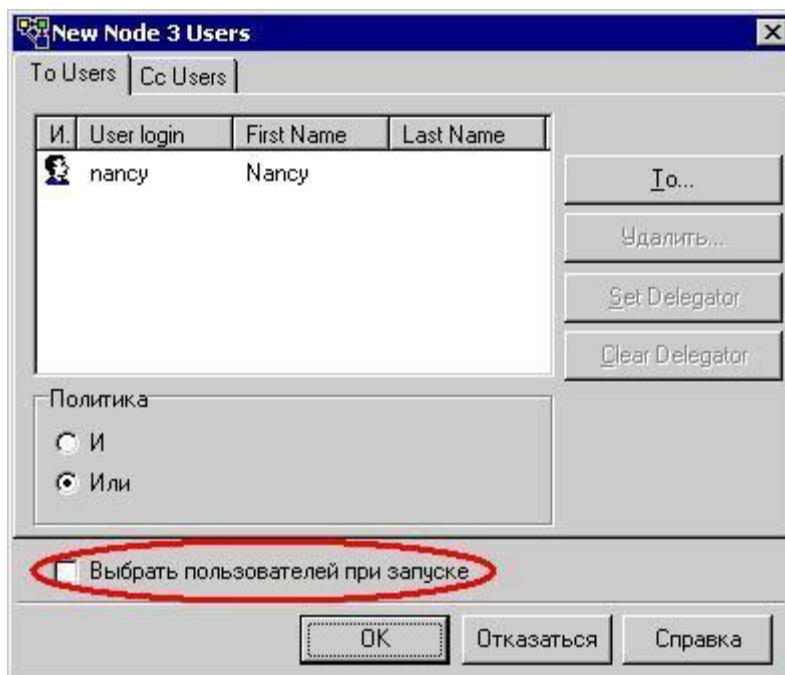 New Node 3 Users
To Users Cc Users
И. User login First Name Last Name
nancy Nancy
To...
Удалить...
Set Delegator
Clear Delegator
Политика
И
Или
Выбрать пользователей при запуске
OK Отказаться Справка